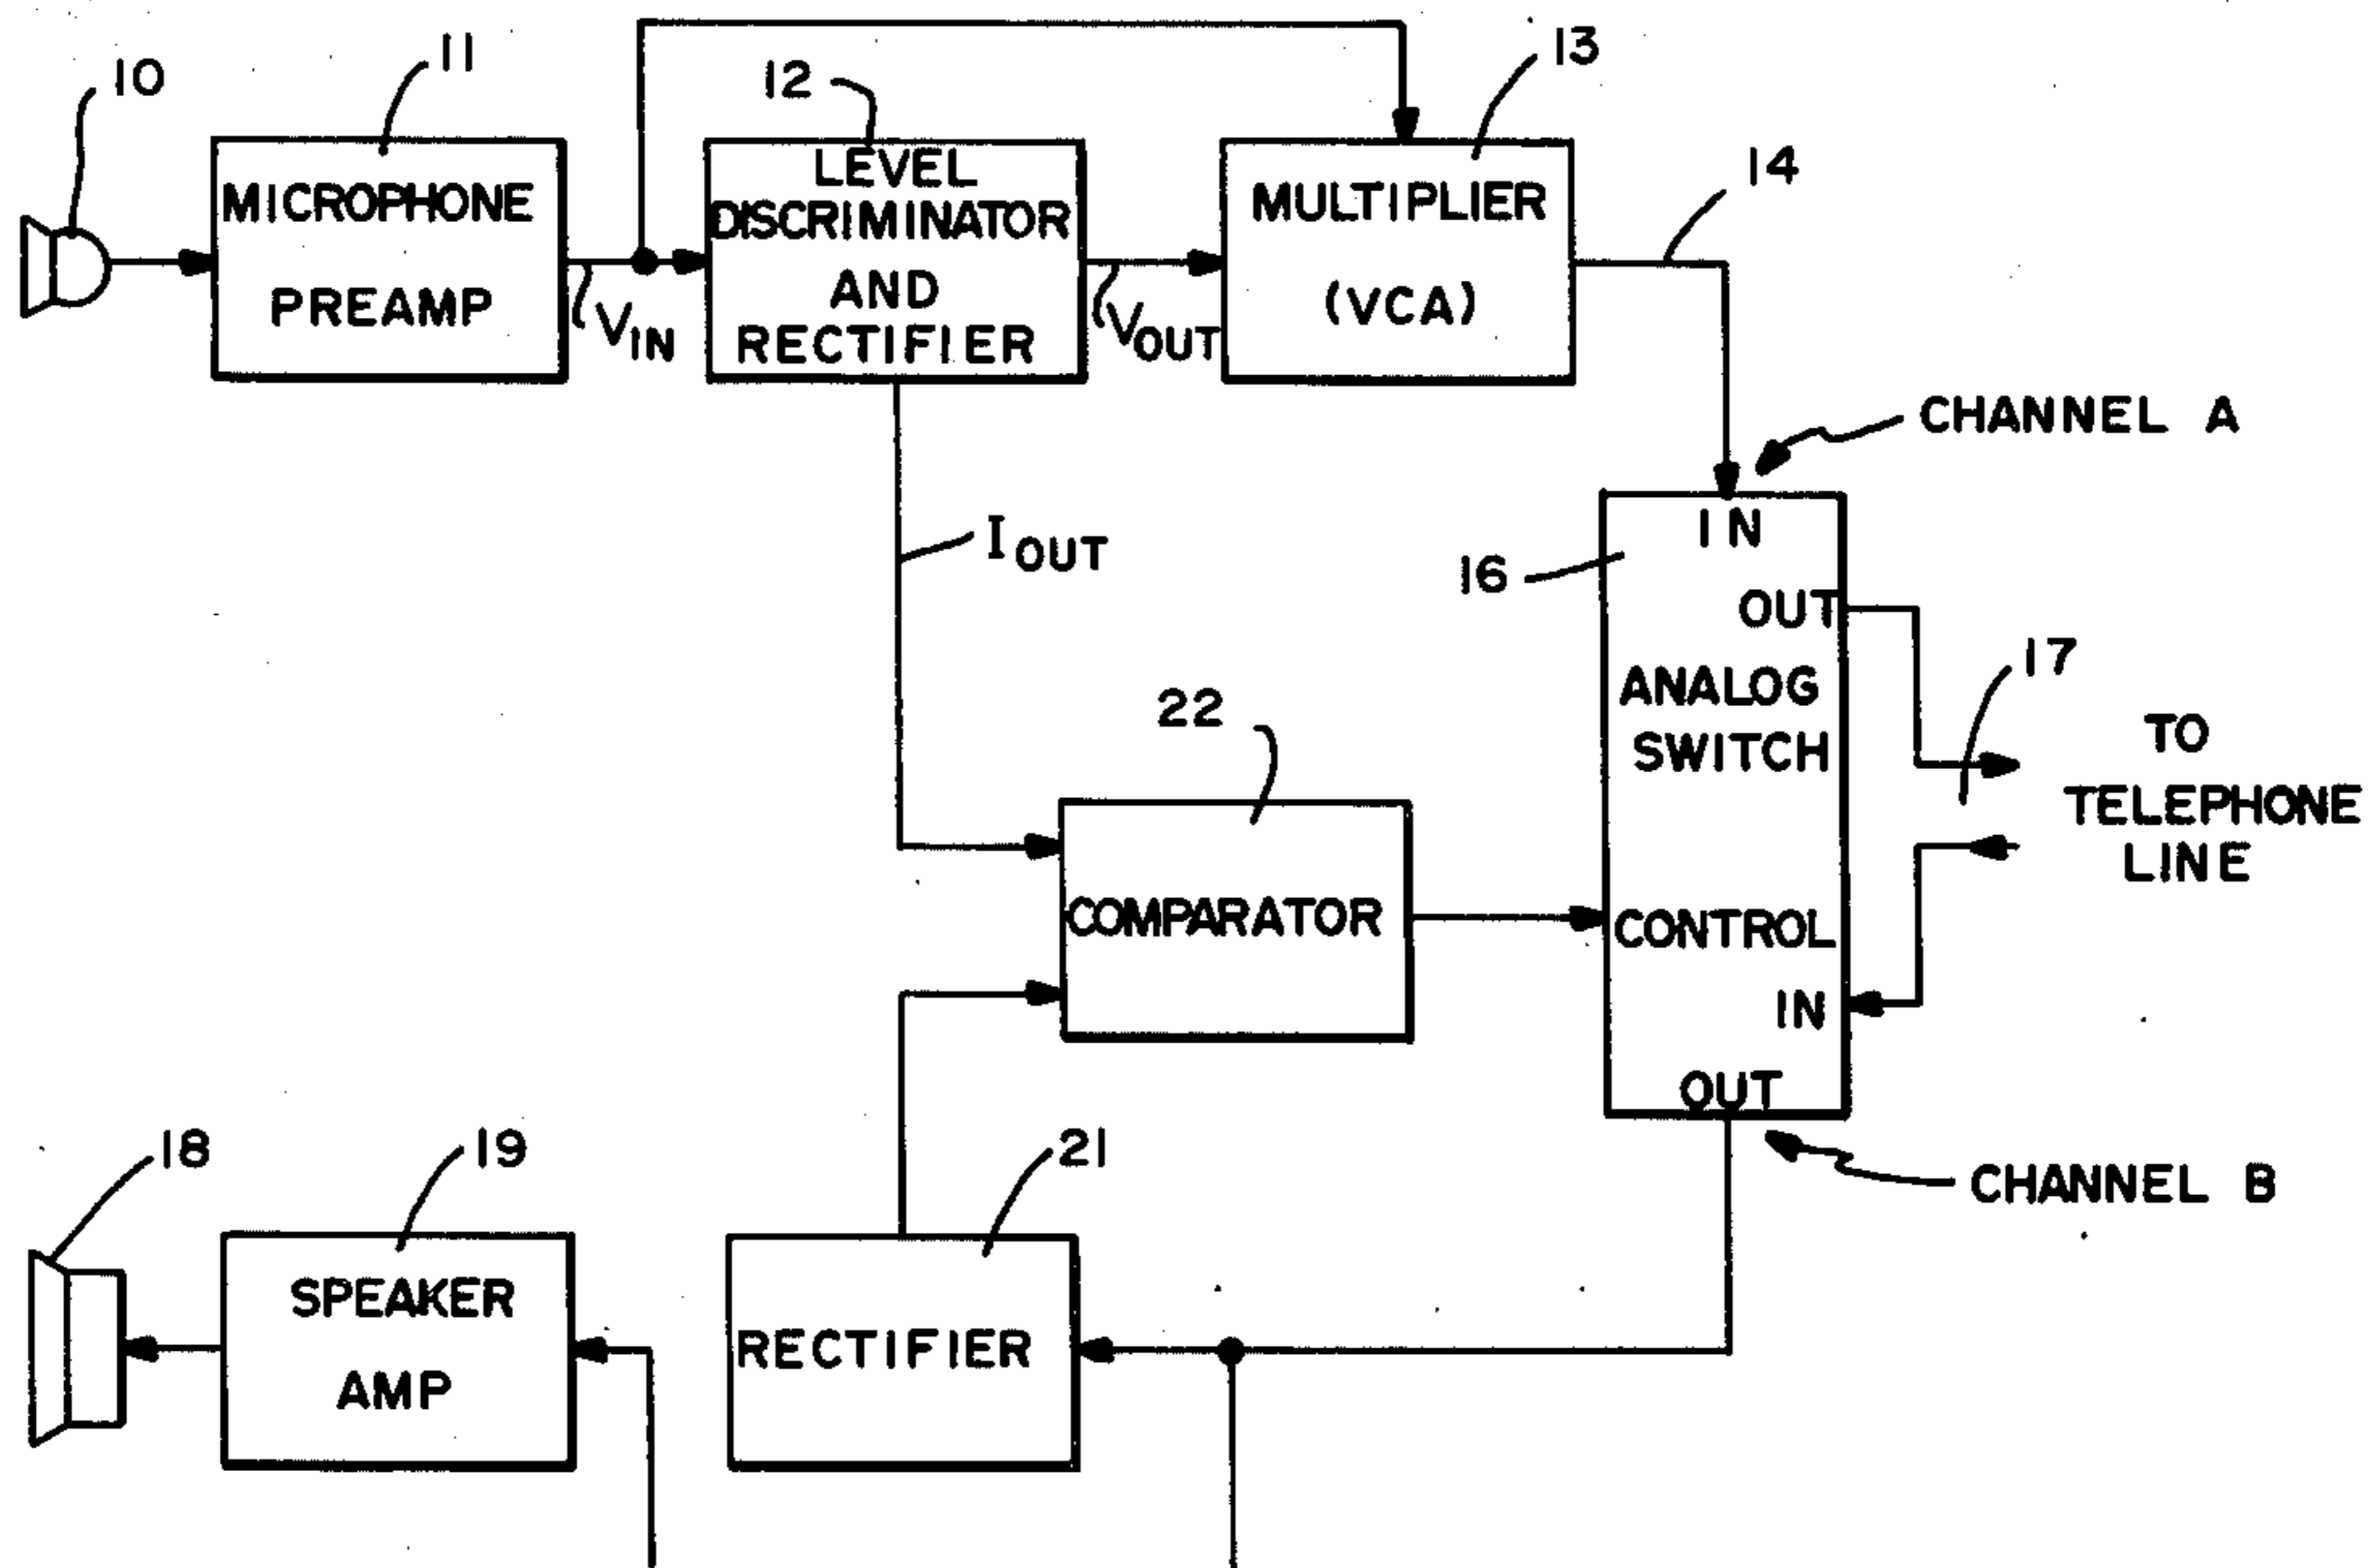 10
11
MICROPHONE
PREAMP
VIN
12
LEVEL
DISCRIMINATOR
AND
RECTIFIER
VOUT
13
MULTIPLIER
(VCA)
14
CHANNEL A
IOUT
16
IN
OUT
ANALOG
SWITCH
CONTROL
IN
OUT
17
TO
TELEPHONE
LINE
22
COMPARATOR
CHANNEL B
18
19
SPEAKER
AMP
21
RECTIFIER